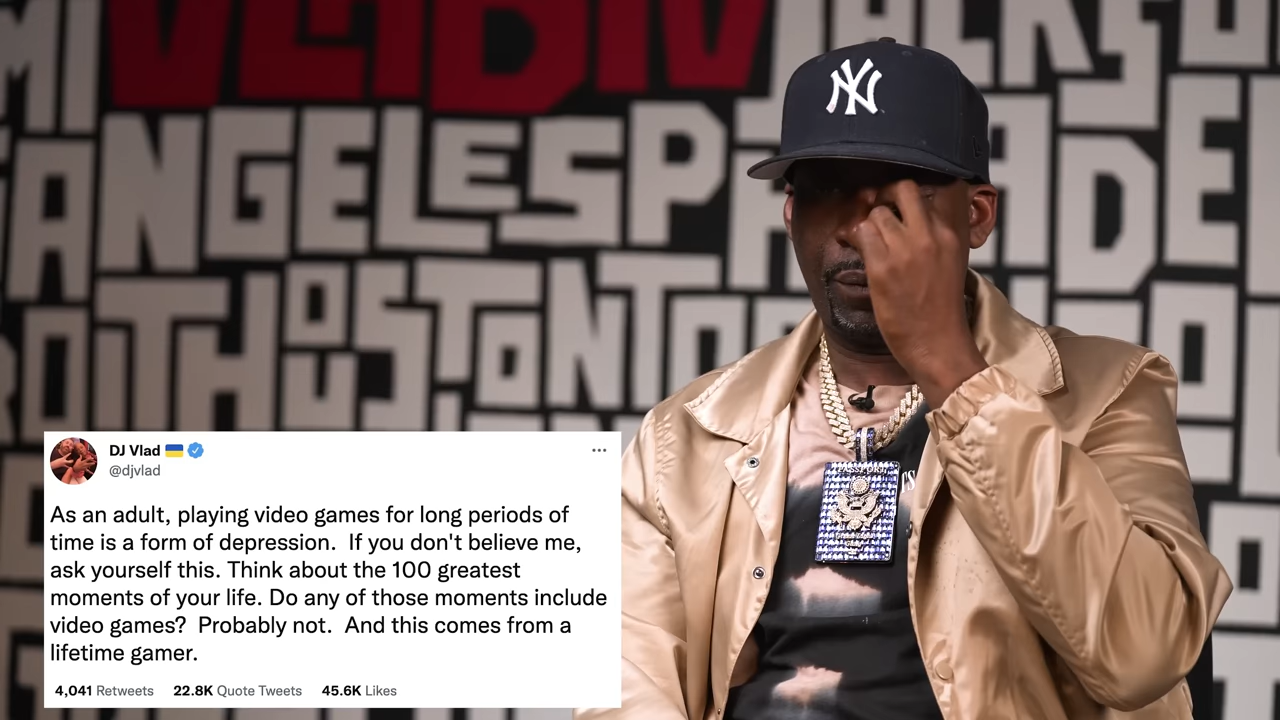 VLADTV
ANGELES
HOUSTON
NY
PASSPORT
DJ Vlad 🇺🇦
@djvlad
As an adult, playing video games for long periods of
time is a form of depression.  If you don't believe me,
ask yourself this. Think about the 100 greatest
moments of your life. Do any of those moments include
video games?  Probably not.  And this comes from a
lifetime gamer.
4,041 Retweets 22.8K Quote Tweets 45.6K Likes